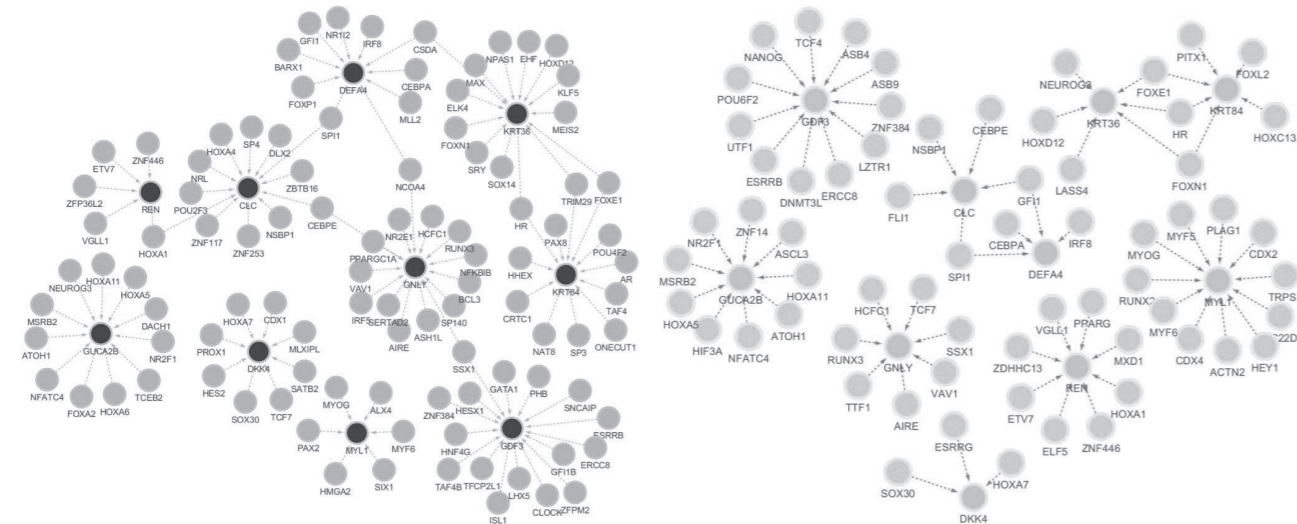 NR1I2
GFI1
IRF8
CSDA
BARX1
DEFA4
CEBPA
FOXP1
MLL2
SPI1
NPAS1
EHF
HOXD12
MAX
KLF5
ELK4
KRT36
MEIS2
FOXN1
SRY
SOX14
ZNF446
ETV7
ZFP36L2
REN
VGLL1
HOXA1
SP4
HOXA4
DLX2
NRL
ZBTB16
POU2F3
CLC
ZNF117
NSBP1
ZNF253
CEBPE
NCOA4
TRIM29
FOXE1
HR
HCFC1
NR2E1
RUNX3
PPARGC1A
NFKBIB
VAV1
GNLY
BCL3
IRF5
SERTAD2
SP140
ASH1L
AIRE
SSX1
PAX8
POU4F2
HHEX
AR
KRT84
CRTC1
TAF4
NAT8
SP3
ONECUT1
HOXA11
NEUROG3
HOXA5
MSRB2
DACH1
ATOH1
GUCA2B
NR2F1
NFATC4
TCEB2
FOXA2
HOXA6
CDX1
HOXA7
MLXIPL
PROX1
DKK4
HES2
SATB2
SOX30
TCF7
MYOG
ALX4
PAX2
MYL1
MYF6
HMGA2
SIX1
GATA1
PHB
HESX1
ZNF384
SNCAIP
ESRRB
HNF4G
GDF3
ERCC8
GFI1B
TAF4B
TFCP2L1
LHX5
ZFPM2
CLOCK
ISL1
TCF4
ASB4
NANOG
ASB9
POU6F2
GDF3
ZNF384
UTF1
LZTR1
ESRRB
ERCC8
DNMT3L
CEBPE
NSBP1
FLI1
CLC
GFI1
CEBPA
IRF8
SPI1
DEFA4
PITX1
FOXL2
FOXE1
KRT36
KRT84
HR
HOXD12
HOXC13
LASS4
FOXN1
ZNF14
NR2F1
ASCL3
MSRB2
GUCA2B
HOXA11
HOXA5
ATOH1
HIF3A
NFATC4
HCFC1
TCF7
RUNX3
SSX1
GNLY
VAV1
TTF1
AIRE
PLAG1
MYF5
CDX2
MYOG
MYL1
TRPS
MYF6
22D
CDX4
HEY1
ACTN2
PPARG
VGLL1
ZDHHC13
MXD1
REN
HOXA1
ETV7
ZNF446
ELF5
ESRRG
SOX30
HOXA7
DKK4